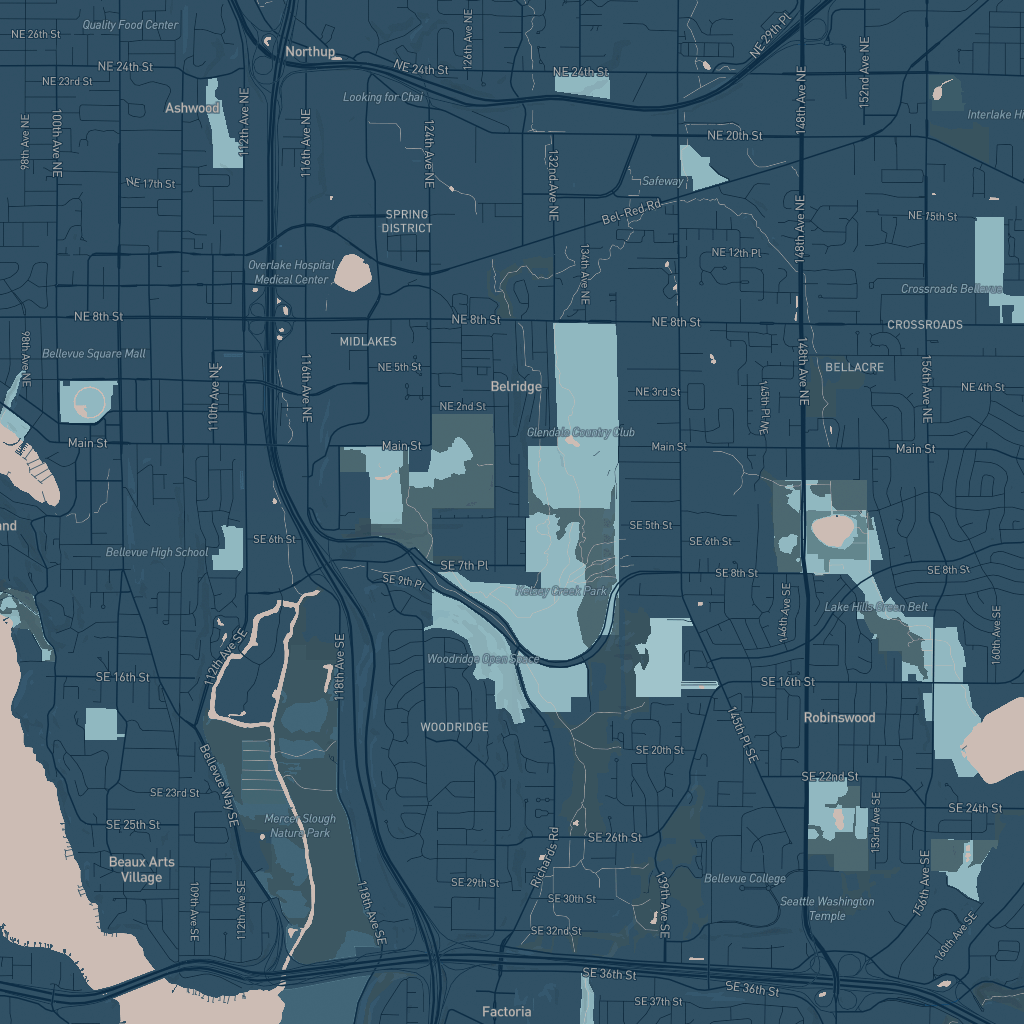 Quality Food Center
NE 26th St
Northup
NE 24th St
NE 23rd St
NE 24th St
126th Ave NE
NE 24th St
NE 29th Pl
148th Ave NE
152nd Ave NE
Looking for Chai
Ashwood
112th Ave NE
116th Ave NE
124th Ave NE
NE 20th St
Interlake Hi
98th Ave NE
100th Ave NE
NE 17th St
132nd Ave NE
Safeway
Bel-Red Rd
148th Ave NE
NE 15th St
SPRING
DISTRICT
NE 12th Pl
134th Ave NE
Overlake Hospital
Medical Center
Crossroads Bellevue
NE 8th St
NE 8th St
NE 8th St
CROSSROADS
98th Ave NE
Bellevue Square Mall
MIDLAKES
NE 5th St
116th Ave NE
110th Ave NE
Belridge
NE 3rd St
148th Ave NE
BELLACRE
156th Ave NE
NE 4th St
145th Pl NE
NE 2nd St
Main St
Main St
Glendale Country Club
Main St
Main St
and
Bellevue High School
SE 6th St
SE 5th St
SE 6th St
SE 7th Pl
SE 9th Pl
SE 8th St
SE 8th St
Kelsey Creek Park
146th Ave SE
Lake Hills Green Belt
160th Ave SE
112th Ave SE
118th Ave SE
Woodridge Open Space
SE 16th St
SE 16th St
WOODRIDGE
145th Pl SE
Robinswood
SE 20th St
Bellevue Way SE
SE 22nd St
SE 23rd St
SE 24th St
SE 25th St
Mercer Slough
Nature Park
SE 26th St
153rd Ave SE
Beaux Arts
Village
Richards Rd
156th Ave SE
109th Ave SE
112th Ave SE
118th Ave SE
SE 29th St
139th Ave SE
Bellevue College
SE 30th St
Seattle Washington
Temple
SE 32nd St
160th Ave SE
SE 36th St
SE 36th St
SE 37th St
Factoria